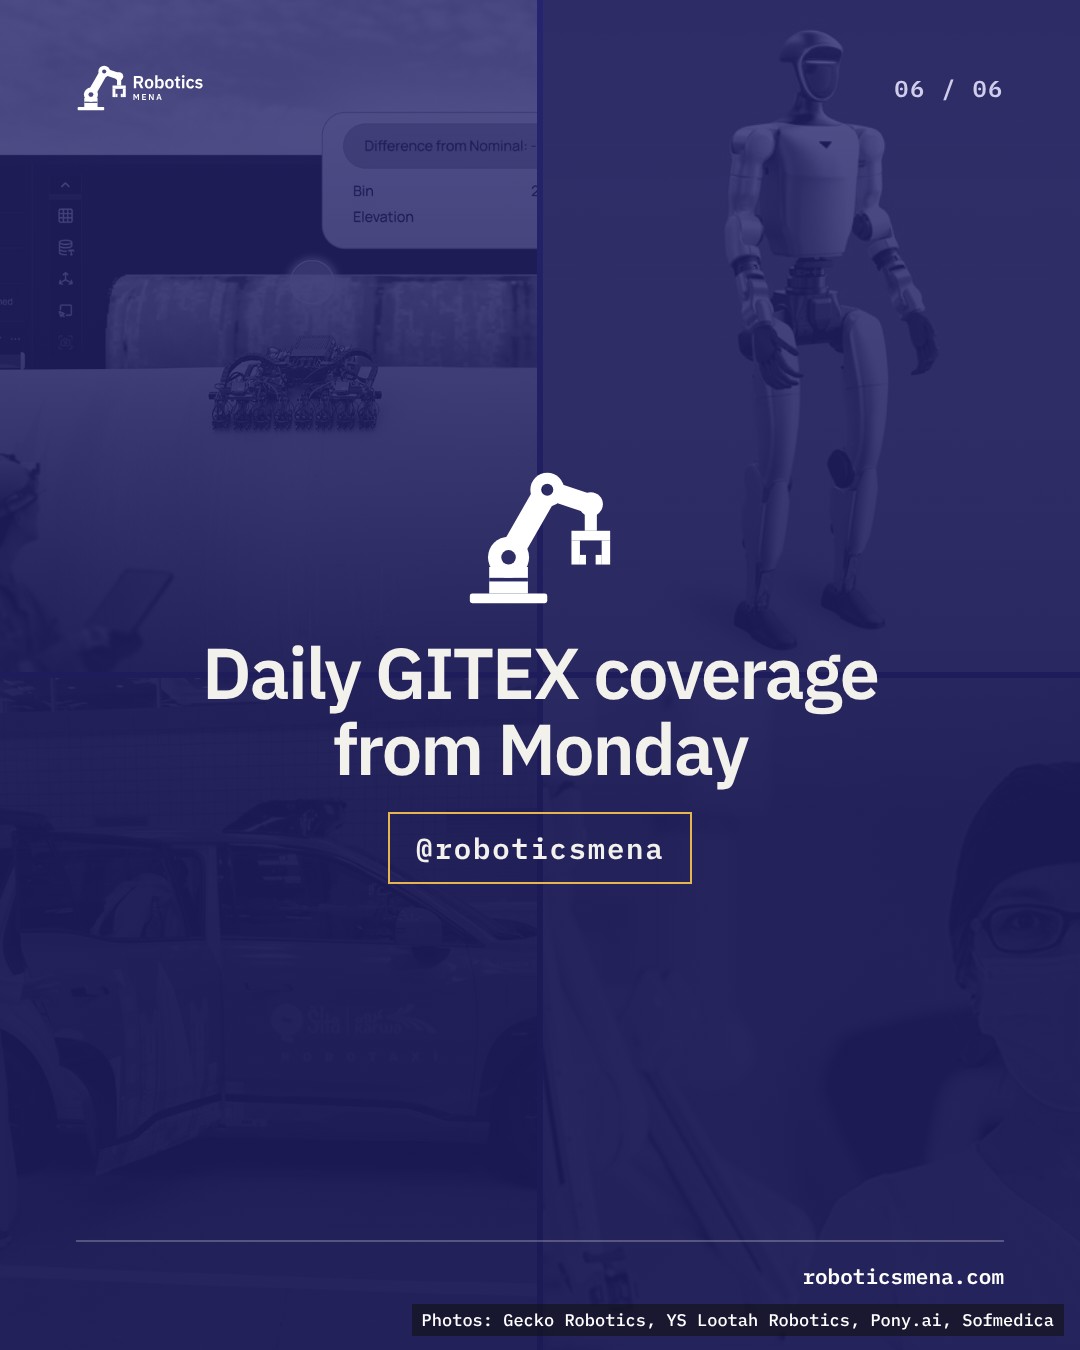 Robotics
MENA
06 / 06
Difference from Nominal: -
Bin
2
Elevation
Daily GITEX coverage
from Monday
@roboticsmena
roboticsmena.com
Photos: Gecko Robotics, YS Lootah Robotics, Pony.ai, Sofmedica